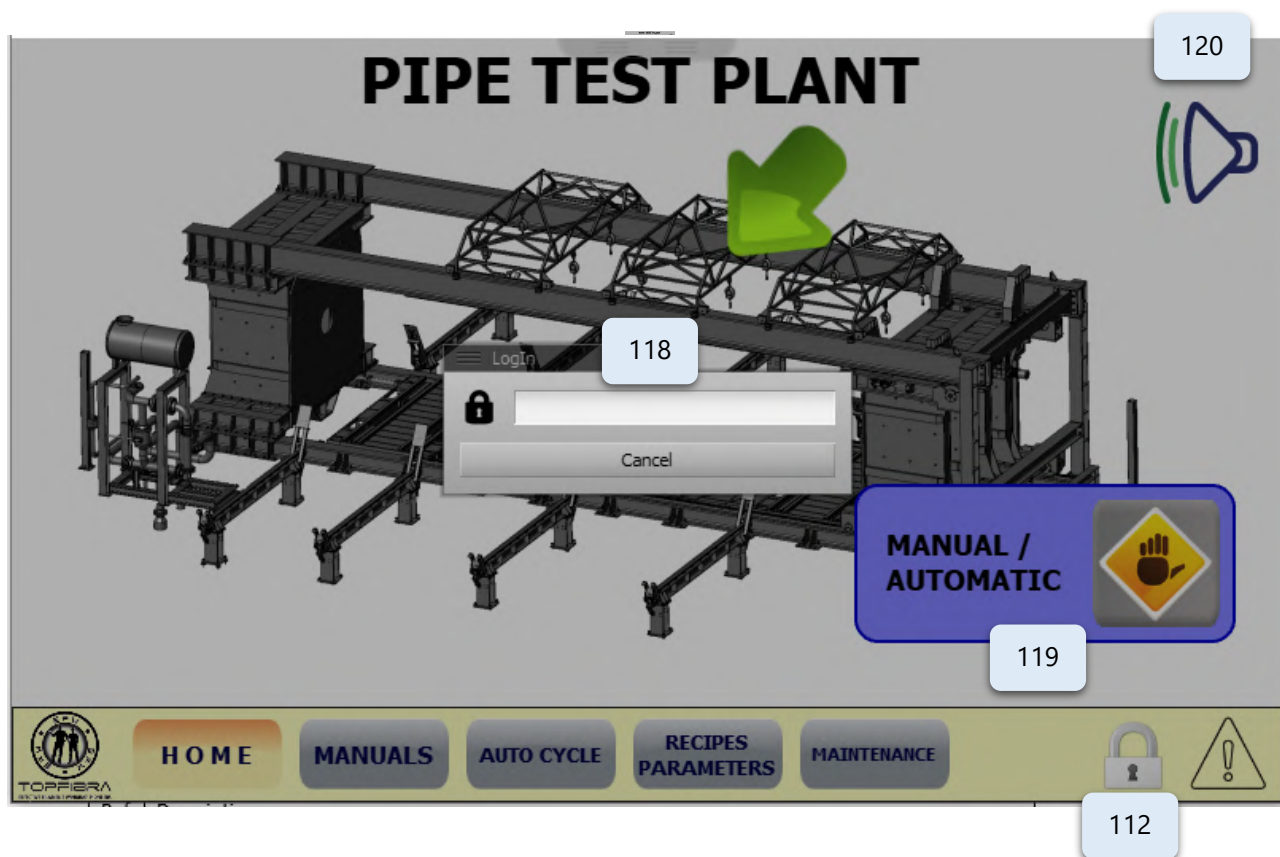 120
PIPE TEST PLANT
118
LogIn
Cancel
MANUAL /
AUTOMATIC
119
HOME
MANUALS
AUTO CYCLE
RECIPES
PARAMETERS
MAINTENANCE
TOPFIBRA
112